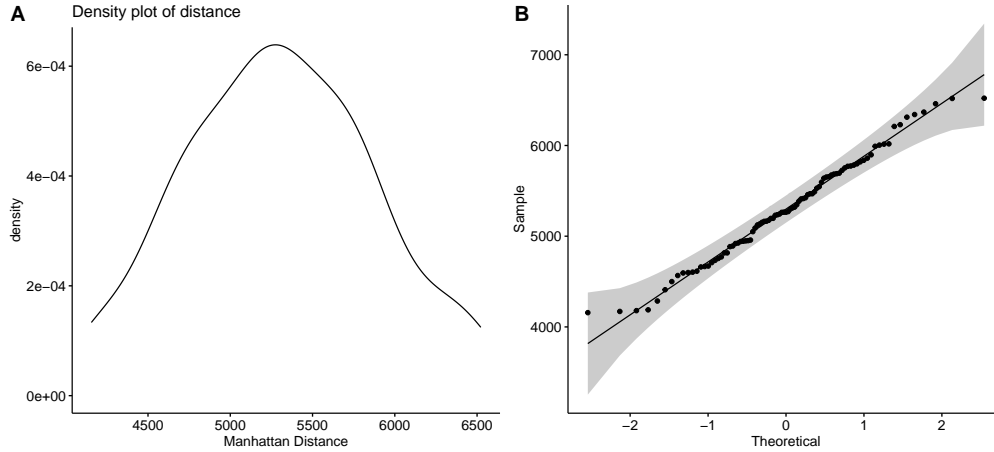 A
Density plot of distance
6e−04
4e−04
2e−04
0e+00
density
4500 5000 5500 6000 6500
Manhattan Distance
B
7000
6000
5000
4000
Sample
−2 −1 0 1 2
Theoretical